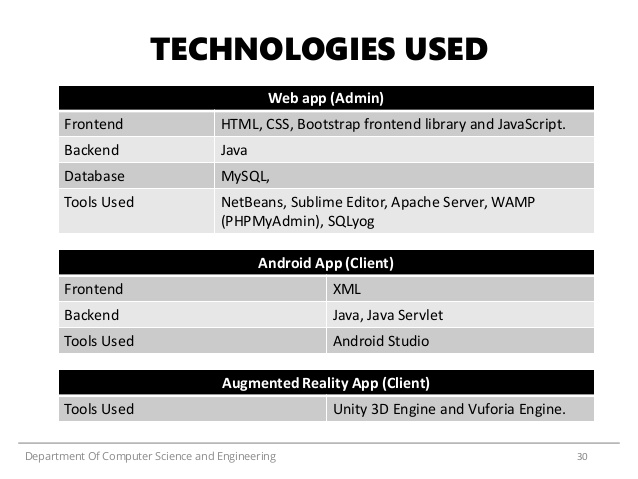 TECHNOLOGIES USED
Web app (Admin)
Frontend HTML, CSS, Bootstrap frontend library and JavaScript.
Backend Java
Database MySQL,
Tools Used NetBeans, Sublime Editor, Apache Server, WAMP
(PHPMyAdmin), SQLyog
Android App (Client)
Frontend XML
Backend Java, Java Servlet
Tools Used Android Studio
Augmented Reality App (Client)
Tools Used Unity 3D Engine and Vuforia Engine.
Department Of Computer Science and Engineering 30